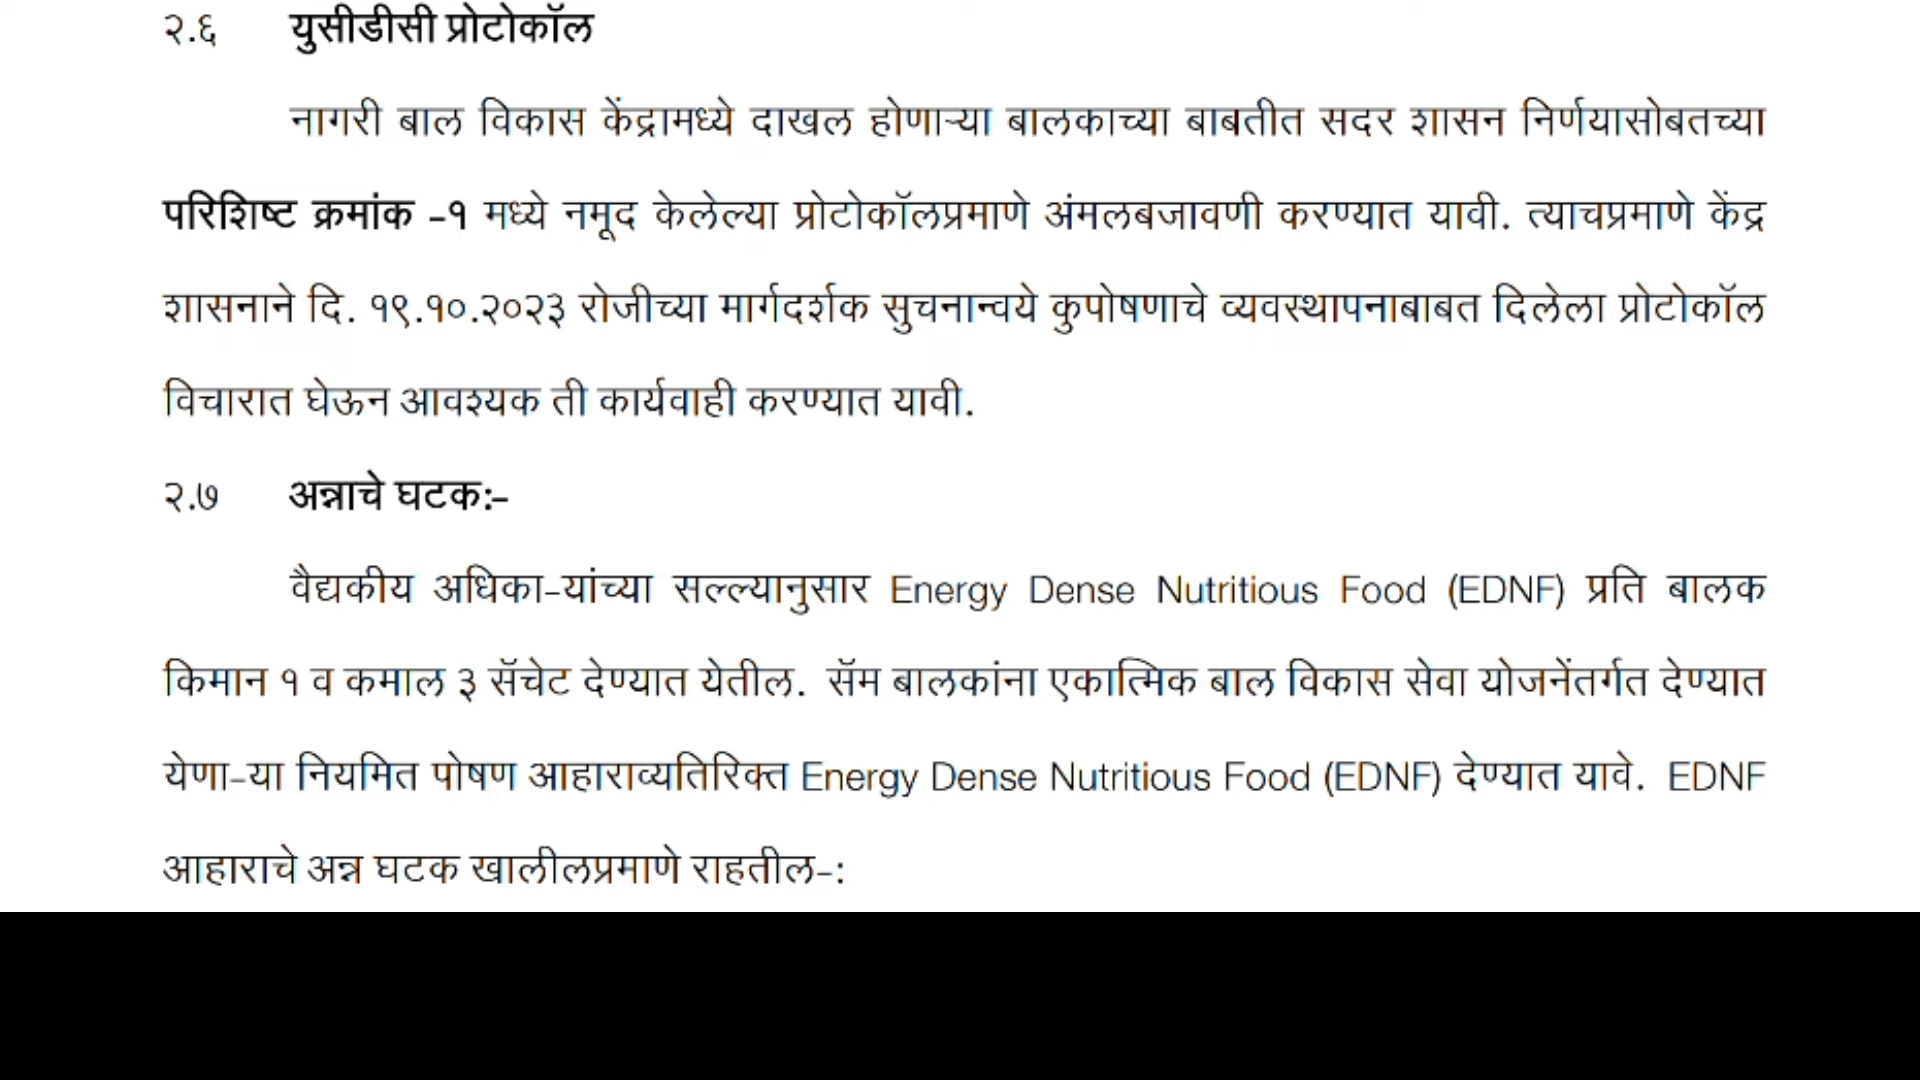 २.६ युसीडीसी प्रोटोकॉल
नागरी बाल विकास केंद्रामध्ये दाखल होणाऱ्या बालकाच्या बाबतीत सदर शासन निर्णयासोबतच्या
परिशिष्ट क्रमांक -१ मध्ये नमूद केलेल्या प्रोटोकॉलप्रमाणे अंमलबजावणी करण्यात यावी. त्याचप्रमाणे केंद्र
शासनाने दि. १९.१०.२०२३ रोजीच्या मार्गदर्शक सुचनान्वये कुपोषणाचे व्यवस्थापनाबाबत दिलेला प्रोटोकॉल
विचारात घेऊन आवश्यक ती कार्यवाही करण्यात यावी.
२.७ अन्नाचे घटक:-
वैद्यकीय अधिका-यांच्या सल्ल्यानुसार Energy Dense Nutritious Food (EDNF) प्रति बालक
किमान १ व कमाल ३ सॅचेट देण्यात येतील. सॅम बालकांना एकात्मिक बाल विकास सेवा योजनेंतर्गत देण्यात
येणा-या नियमित पोषण आहाराव्यतिरिक्त Energy Dense Nutritious Food (EDNF) देण्यात यावे. EDNF
आहाराचे अन्न घटक खालीलप्रमाणे राहतील-: